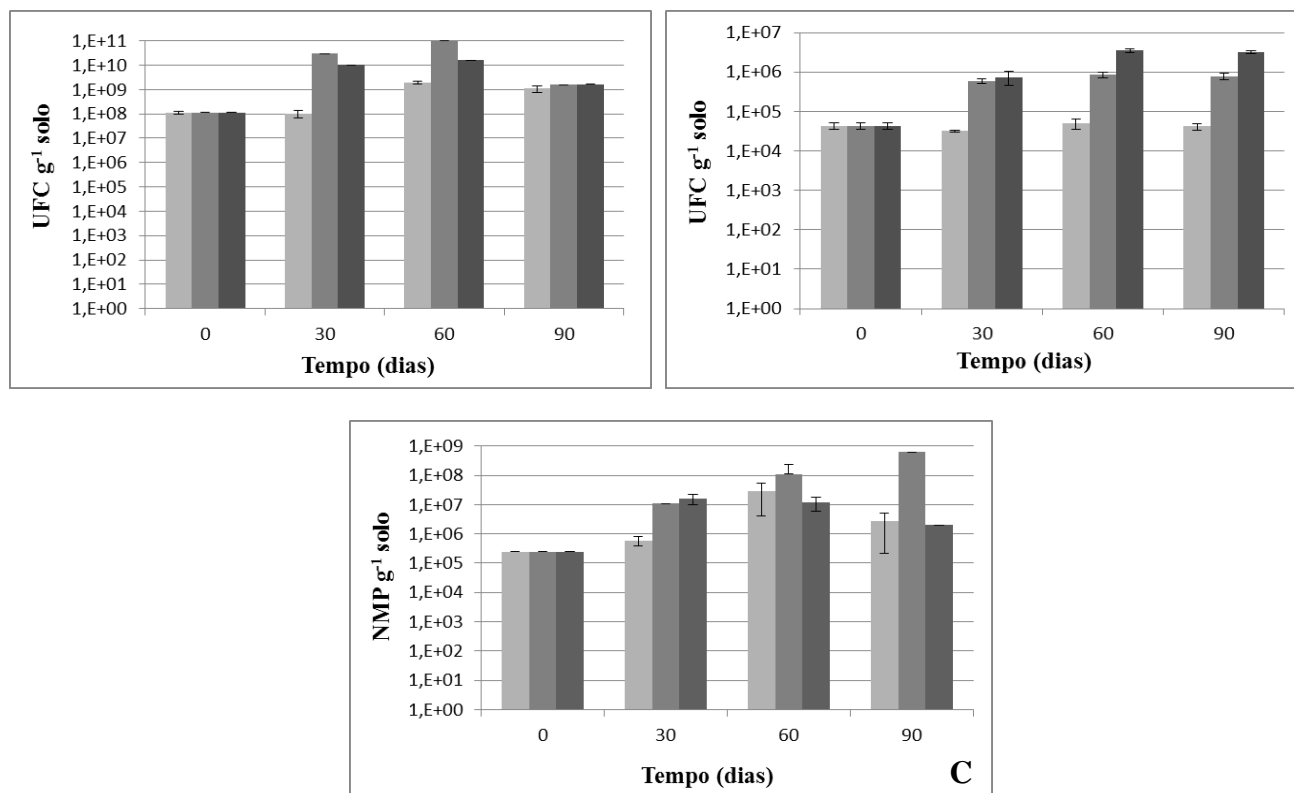 UFC g-1 solo
1,E+11
1,E+10
1,E+09
1,E+08
1,E+07
1,E+06
1,E+05
1,E+04
1,E+03
1,E+02
1,E+01
1,E+00
0 30 60 90
Tempo (dias)
UFC g-1 solo
1,E+07
1,E+06
1,E+05
1,E+04
1,E+03
1,E+02
1,E+01
1,E+00
0 30 60 90
Tempo (dias)
NMP g-1 solo
1,E+09
1,E+08
1,E+07
1,E+06
1,E+05
1,E+04
1,E+03
1,E+02
1,E+01
1,E+00
0 30 60 90
Tempo (dias)
C